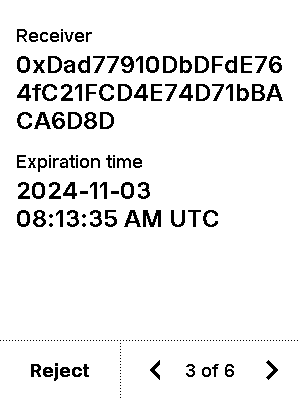 Receiver
0xDad77910DbDFdE76
4fC21FCD4E74D71bBA
CA6D8D
Expiration time
2024-11-03
08:13:35 AM UTC
Reject
3 of 6